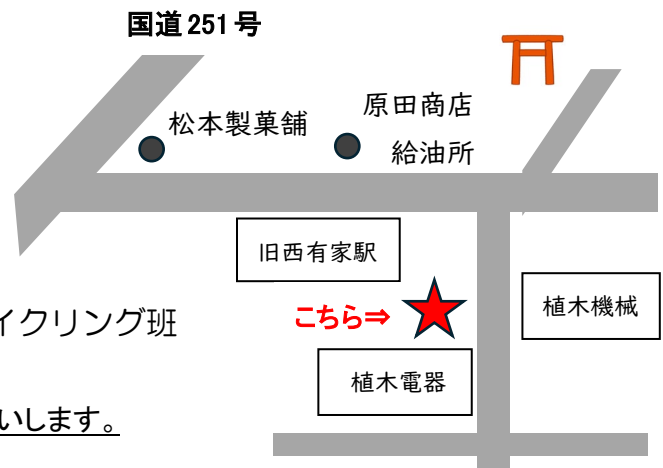 国道251号
松本製菓舗
原田商店
給油所
旧西有家駅
こちら⇒
植木機械
イクリング班
植木電器
いします。